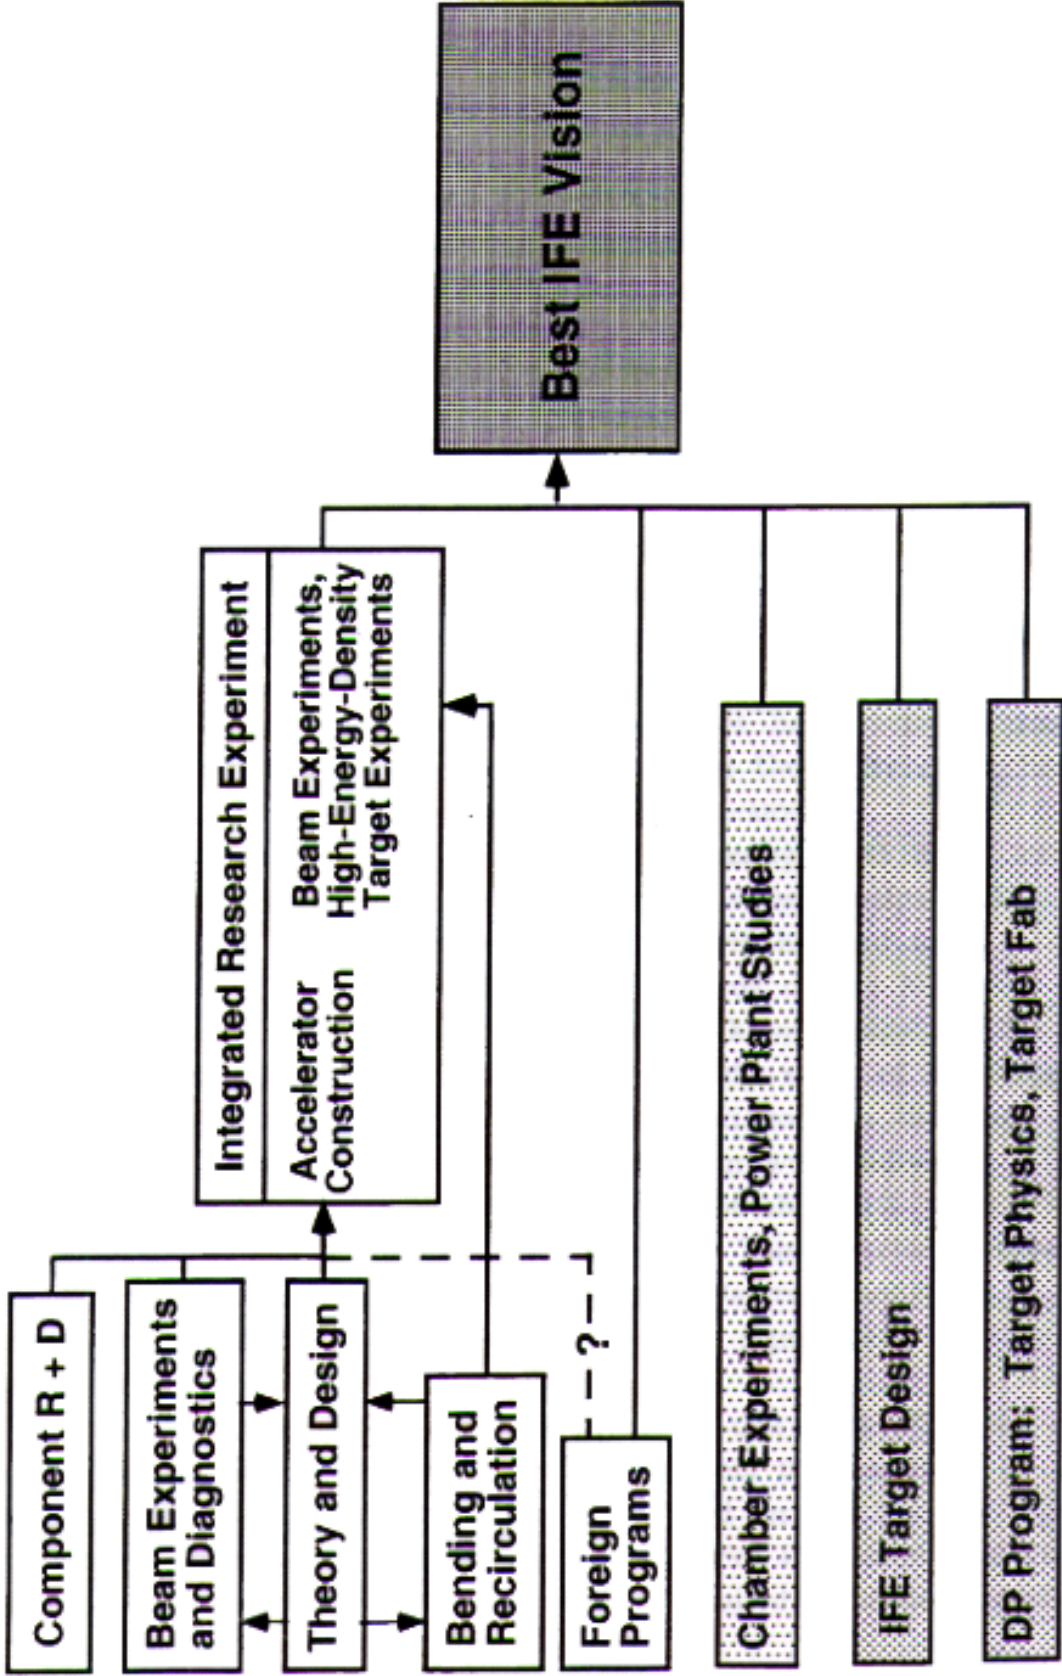 Component R + D
Beam Experiments
and Diagnostics
Theory and Design
Bending and
Recirculation
Foreign
Programs
?
Integrated Research Experiment
Accelerator
Construction
Beam Experiments,
High-Energy-Density
Target Experiments
Chamber Experiments, Power Plant Studies
IFE Target Design
DP Program: Target Physics, Target Fab
Best IFE Vision